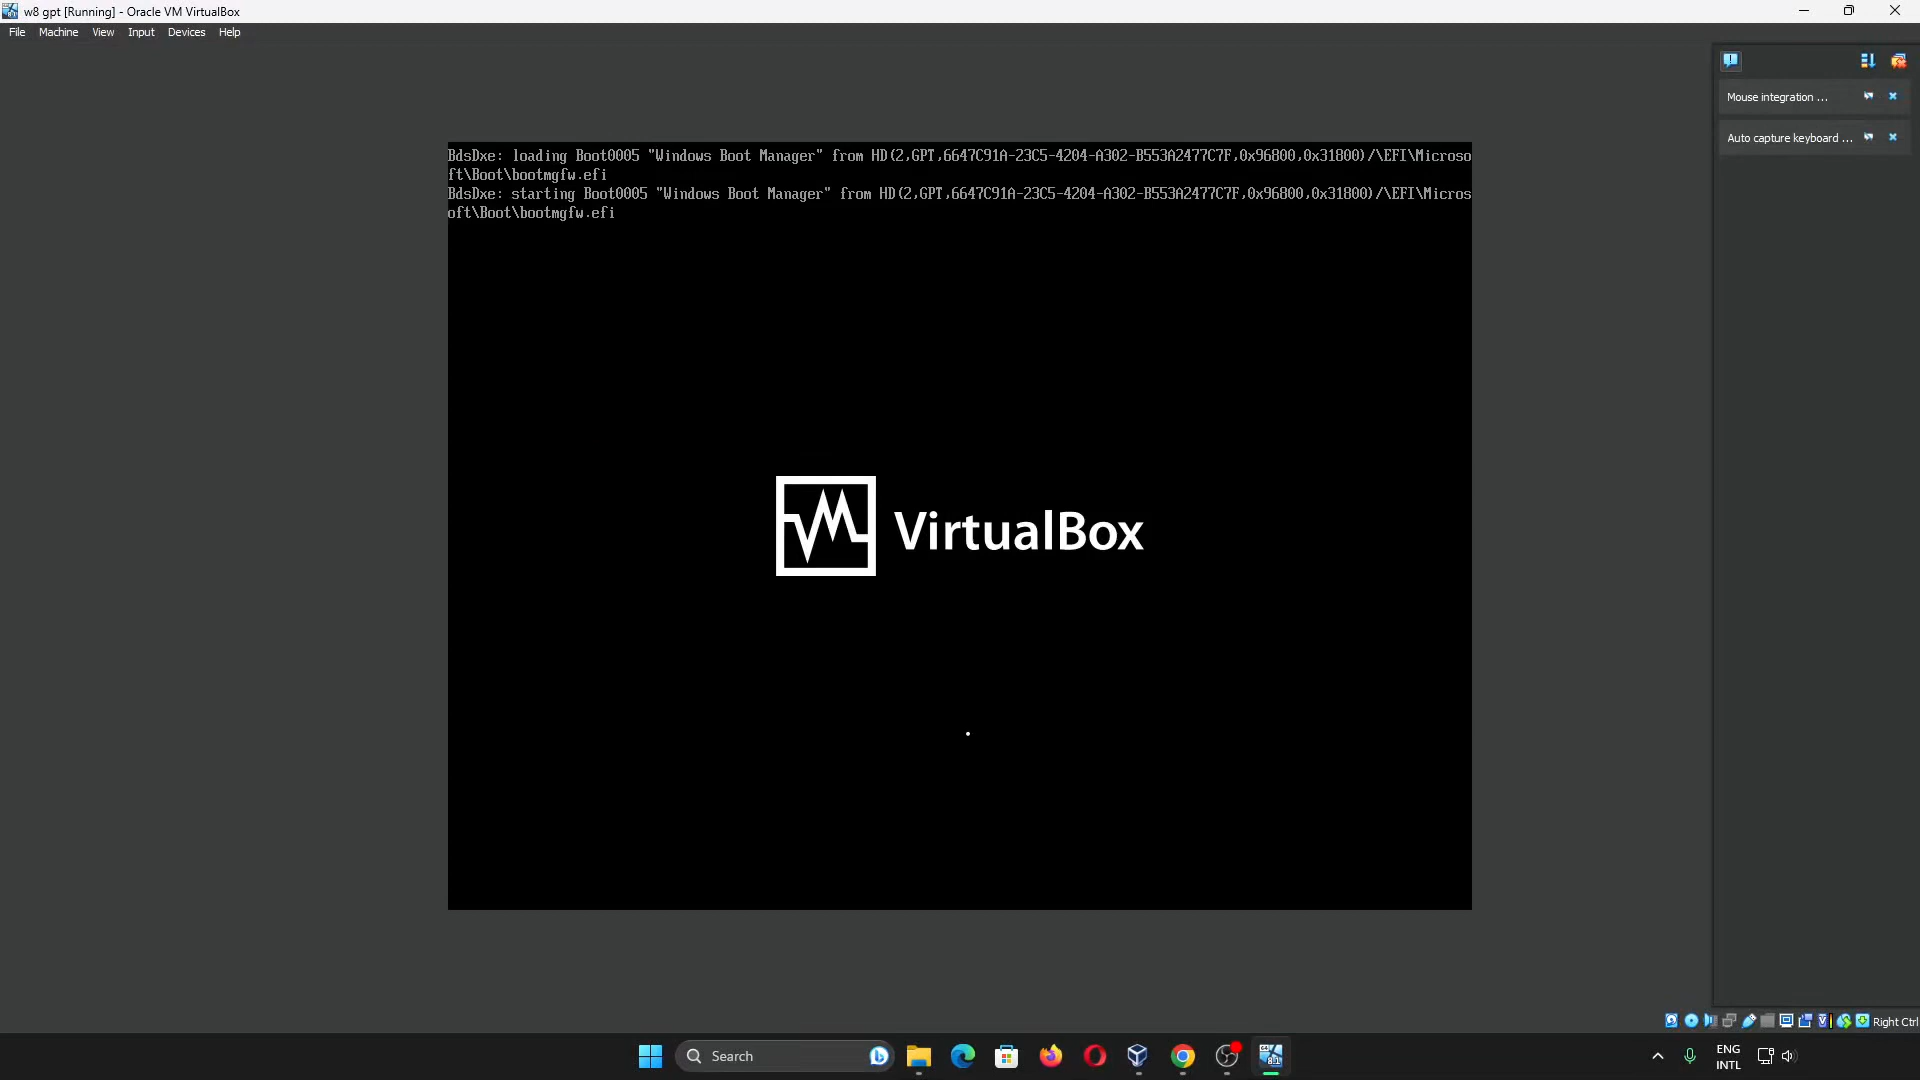 w8 gpt [Running] - Oracle VM VirtualBox
File Machine View Input Devices Help
Mouse integration ...
Auto capture keyboard ...
BdsDxe: loading Boot0005 "Windows Boot Manager" from HD(2,GPT,6647C91A-23C5-4204-A302-B553A2477C7F,0x96800,0x31800)/\EFI\Microso
ft\Boot\bootmgfw.efi
BdsDxe: starting Boot0005 "Windows Boot Manager" from HD(2,GPT,6647C91A-23C5-4204-A302-B553A2477C7F,0x96800,0x31800)/\EFI\Micros
oft\Boot\bootmgfw.efi
VirtualBox
Right Ctrl
Search
ENG
INTL